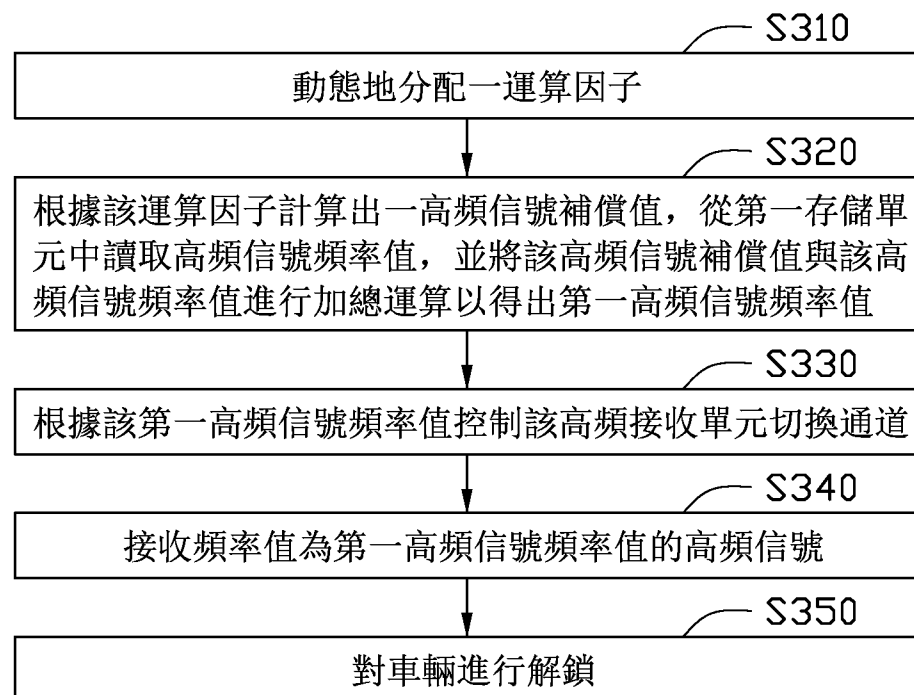 S310
動態地分配一運算因子
S320
根據該運算因子計算出一高頻信號補償值，從第一存儲單
元中讀取高頻信號頻率值，並將該高頻信號補償值與該高
頻信號頻率值進行加總運算以得出第一高頻信號頻率值
S330
根據該第一高頻信號頻率值控制該高頻接收單元切換通道
S340
接收頻率值為第一高頻信號頻率值的高頻信號
S350
對車輛進行解鎖